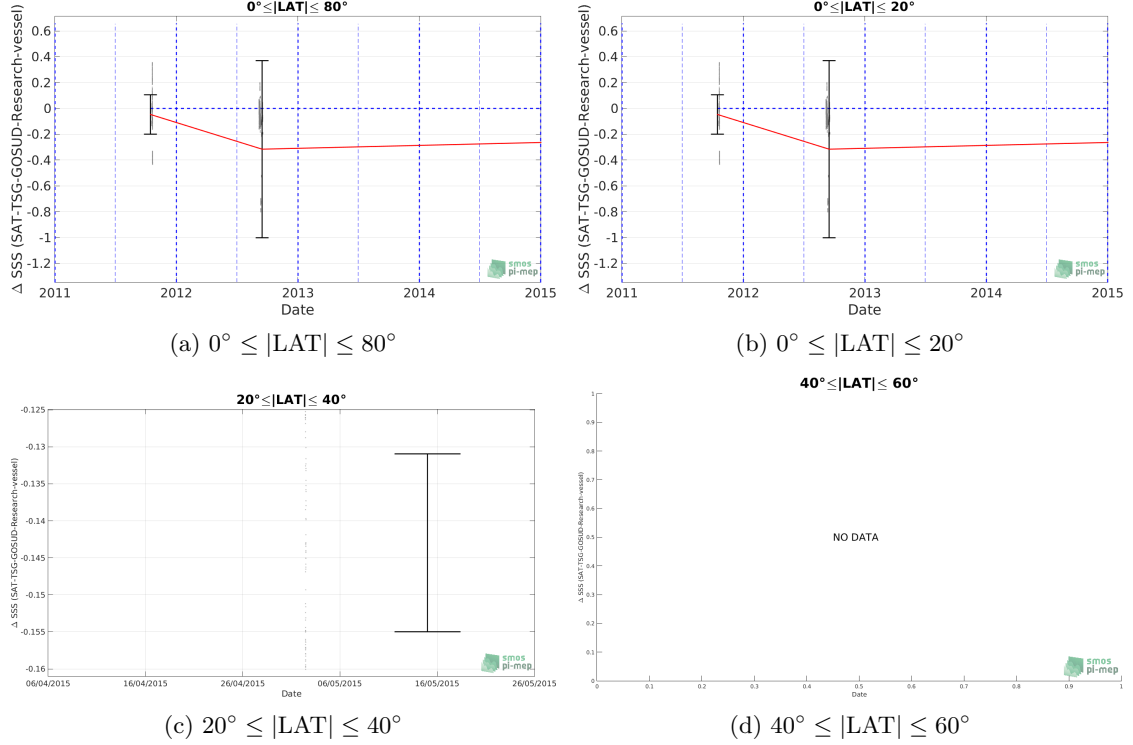 0°≤|LAT|≤ 80°
Δ SSS (SAT-TSG-GOSUD-Research-vessel)
0.6
0.4
0.2
0
-0.2
-0.4
-0.6
-0.8
-1
-1.2
2011 2012 2013 2014 2015
Date
smos
pi-mep
(a) 0° ≤ |LAT| ≤ 80°
0°≤|LAT|≤ 20°
Δ SSS (SAT-TSG-GOSUD-Research-vessel)
0.6
0.4
0.2
0
-0.2
-0.4
-0.6
-0.8
-1
-1.2
2011 2012 2013 2014 2015
Date
smos
pi-mep
(b) 0° ≤ |LAT| ≤ 20°
20°≤|LAT|≤ 40°
Δ SSS (SAT-TSG-GOSUD-Research-vessel)
-0.125
-0.13
-0.135
-0.14
-0.145
-0.15
-0.155
-0.16
06/04/2015 16/04/2015 26/04/2015 06/05/2015 16/05/2015 26/05/2015
Date
smos
pi-mep
(c) 20° ≤ |LAT| ≤ 40°
40°≤|LAT|≤ 60°
Δ SSS (SAT-TSG-GOSUD-Research-vessel)
1
0.9
0.8
0.7
0.6
0.5
0.4
0.3
0.2
0.1
0
NO DATA
0 0.1 0.2 0.3 0.4 0.5 0.6 0.7 0.8 0.9 1
Date
smos
pi-mep
(d) 40° ≤ |LAT| ≤ 60°